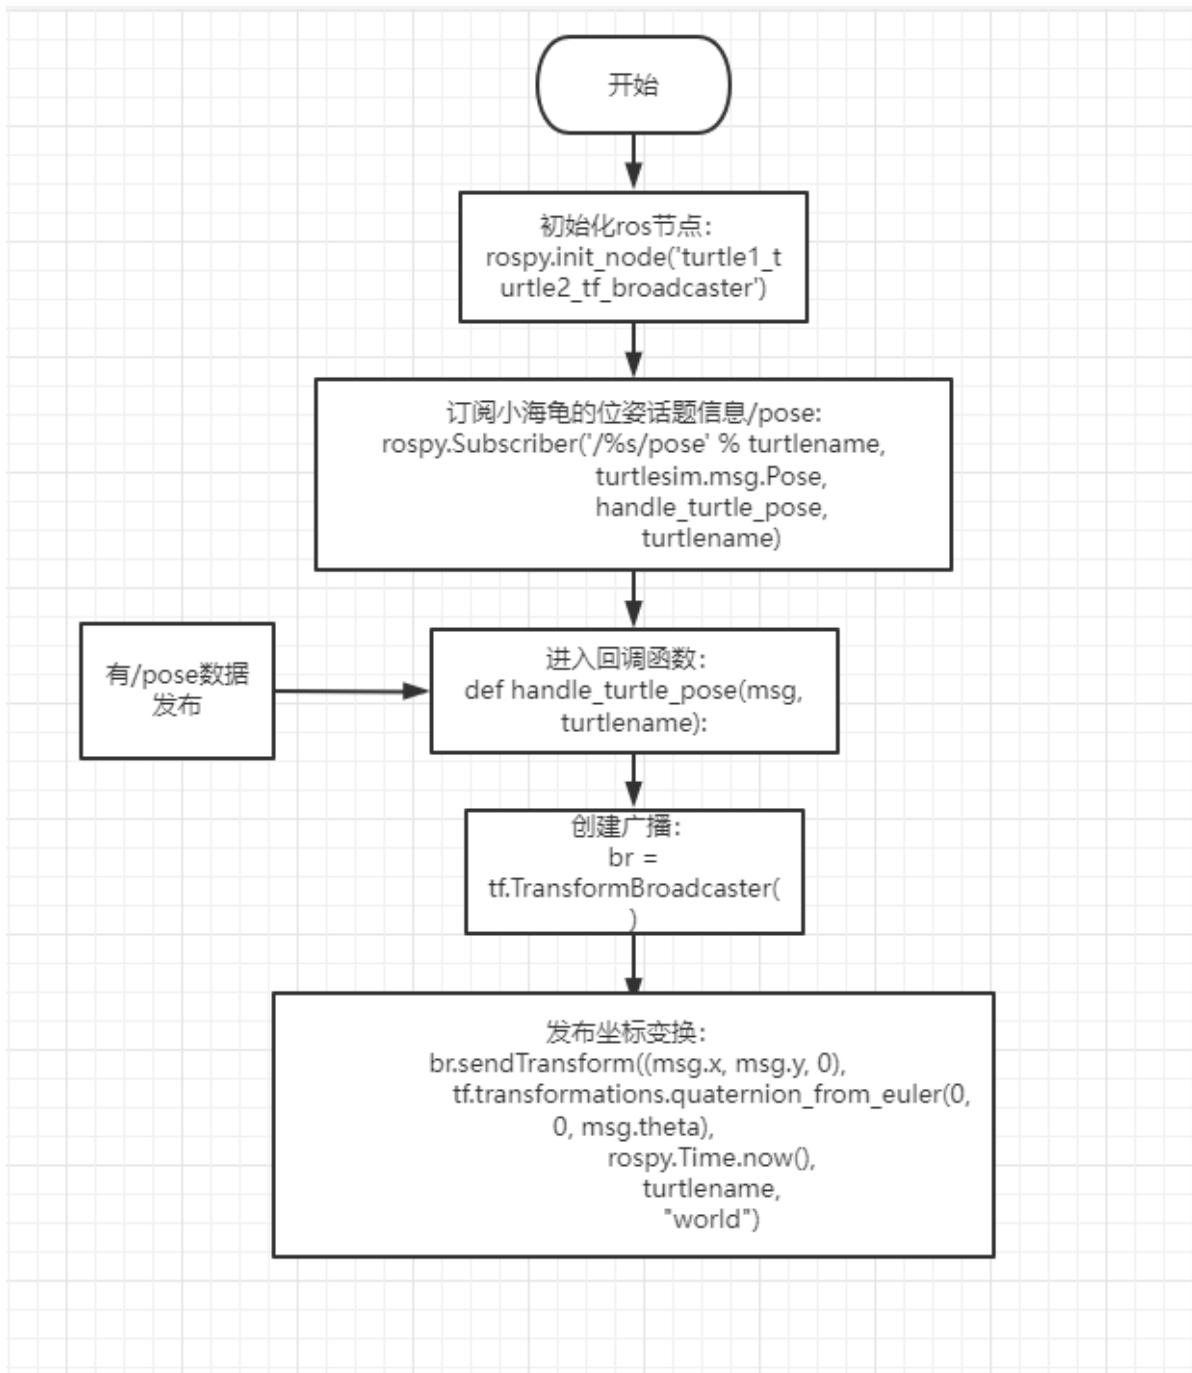 开始
初始化ros节点：
rospy.init_node('turtle1_t
urtle2_tf_broadcaster')
订阅小海龟的位姿话题信息/pose:
rospy.Subscriber('/%s/pose' % turtlename,
turtlesim.msg.Pose,
handle_turtle_pose,
turtlename)
有/pose数据
发布
进入回调函数：
def handle_turtle_pose(msg,
turtlename):
创建广播：
br =
tf.TransformBroadcaster(
)
发布坐标变换：
br.sendTransform((msg.x, msg.y, 0),
tf.transformations.quaternion_from_euler(0,
0, msg.theta),
rospy.Time.now(),
turtlename,
"world")